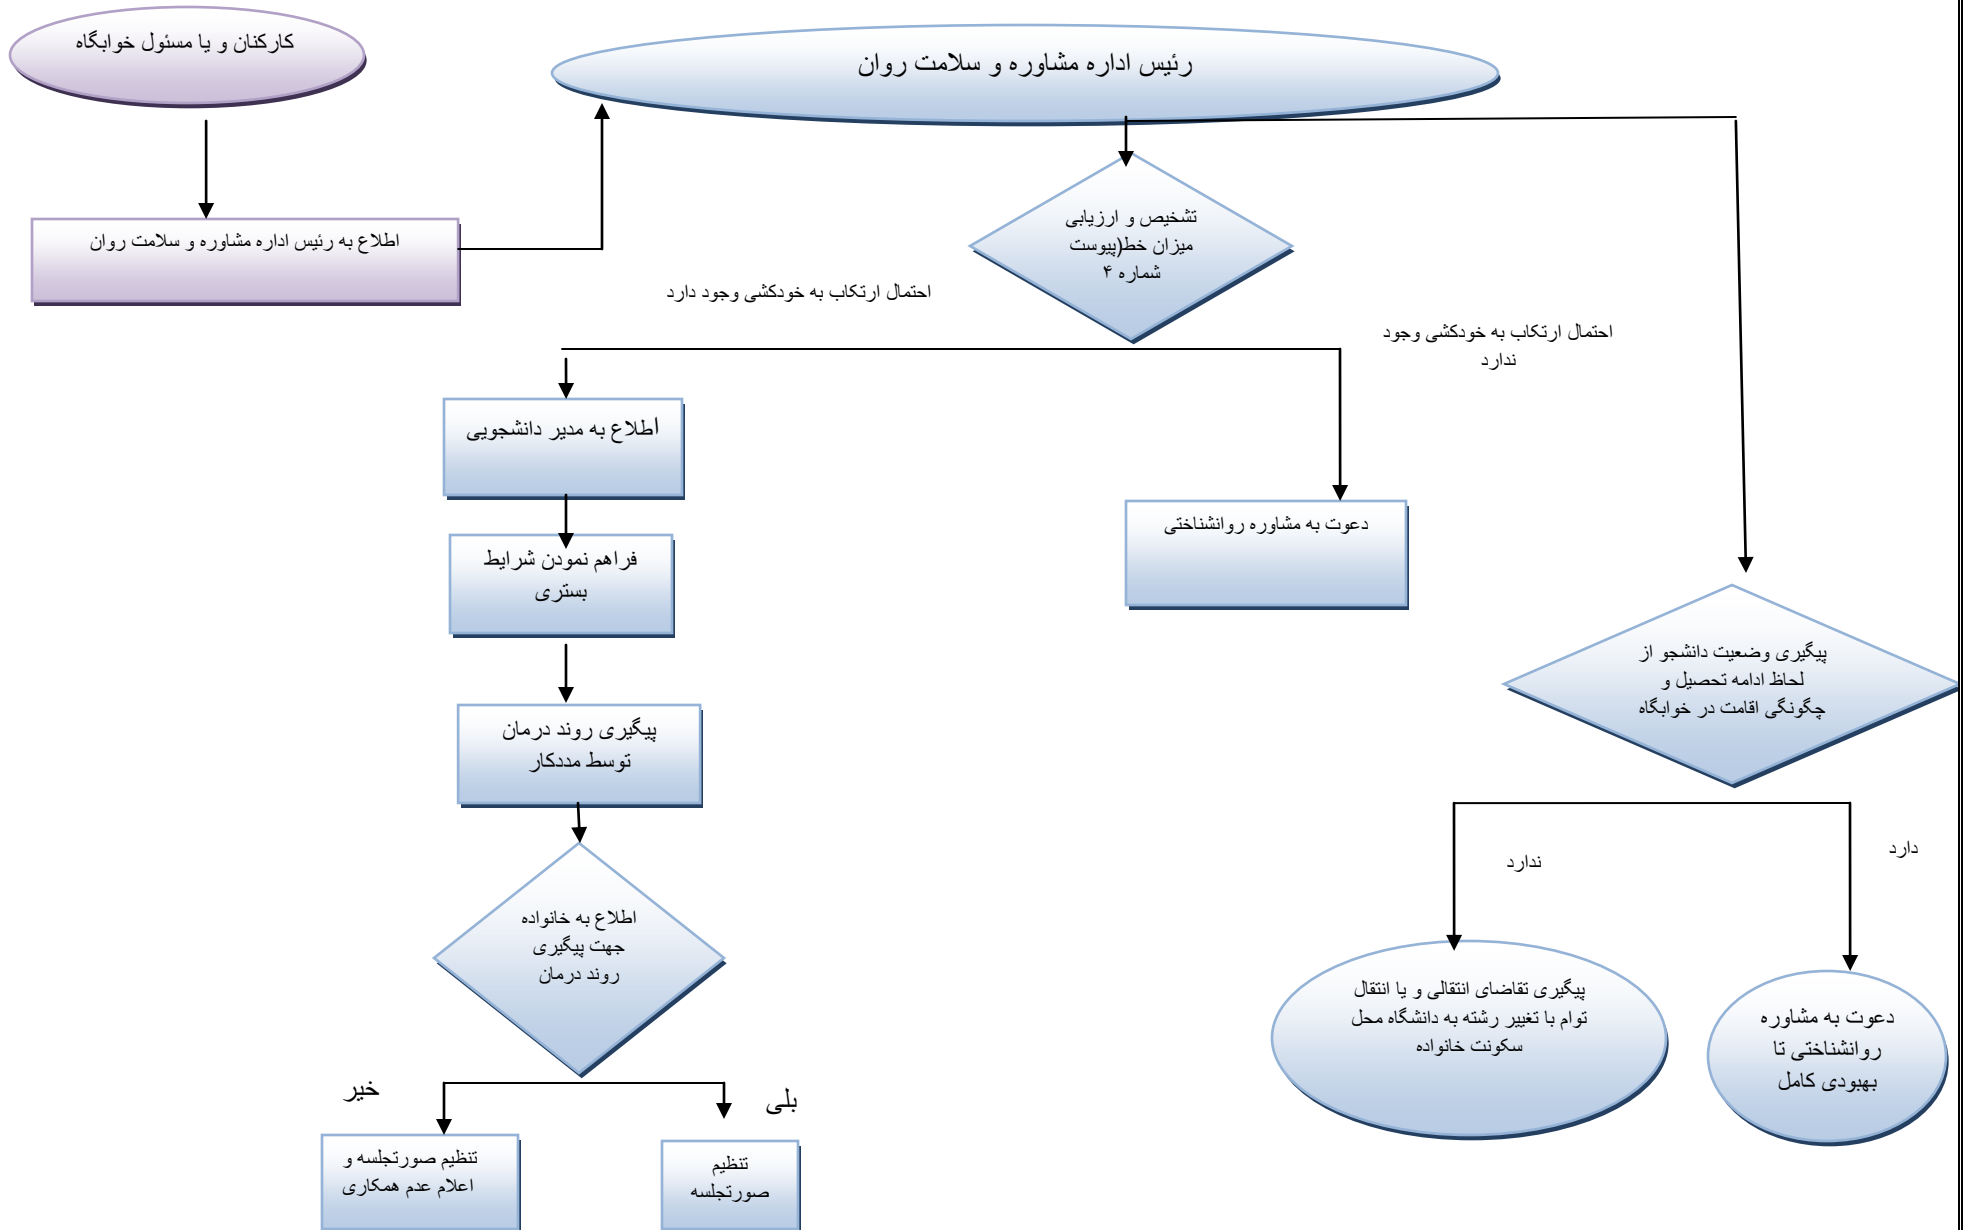 کارکنان و یا مسئول خوابگاه
رئیس اداره مشاوره و سلامت روان
اطلاع به رئیس اداره مشاوره و سلامت روان
تشخیص و ارزیابی
میزان خط(پیوست
شماره ۴
احتمال ارتکاب به خودکشی وجود دارد
احتمال ارتکاب به خودکشی وجود
ندارد
اطلاع به مدیر دانشجویی
دعوت به مشاوره روانشناختی
فراهم نمودن شرایط
بستری
پیگیری وضعیت دانشجو از
لحاظ ادامه تحصیل و
چگونگی اقامت در خوابگاه
پیگیری روند درمان
توسط مددکار
دارد
ندارد
اطلاع به خانواده
جهت پیگیری
روند درمان
پیگیری تقاضای انتقالی و یا انتقال
توام با تغییر رشته به دانشگاه محل
سکونت خانواده
دعوت به مشاوره
روانشناختی تا
بهبودی کامل
بلی
خیر
تنظیم
صورتجلسه
تنظیم صورتجلسه و
اعلام عدم همکاری